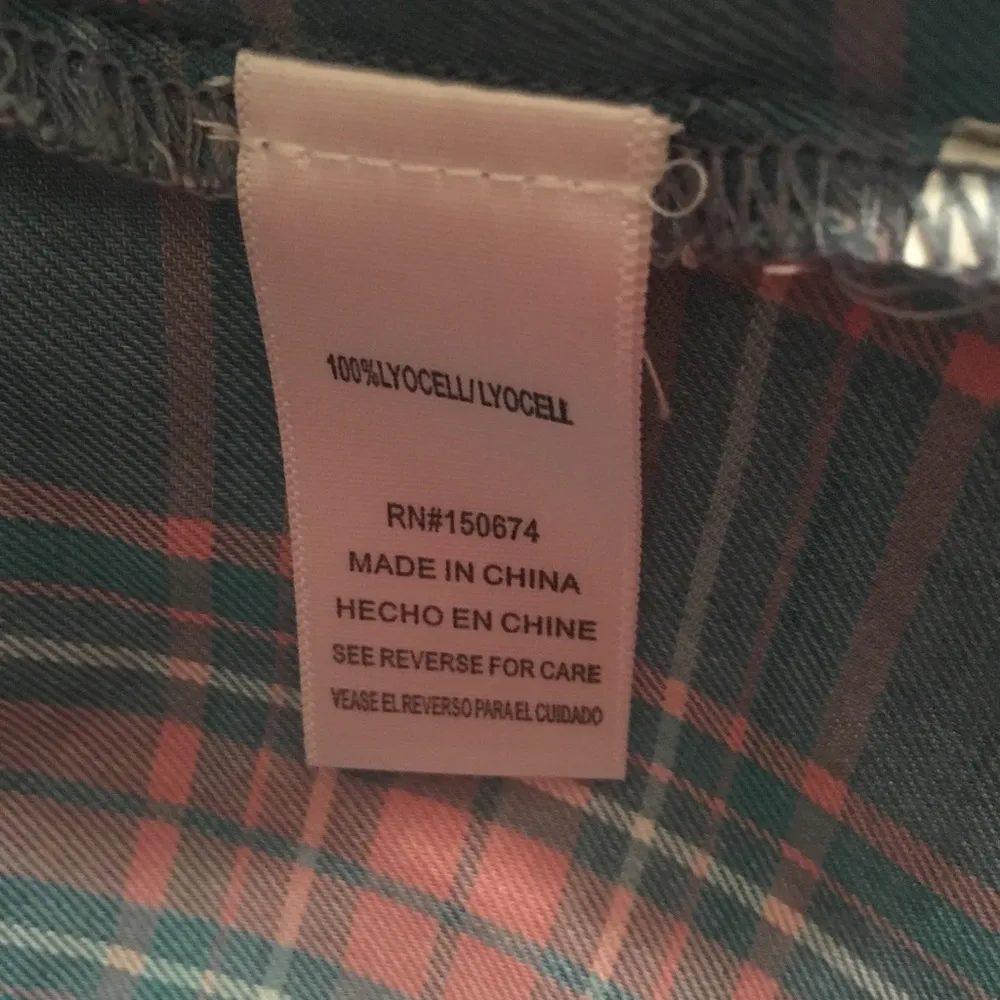 100%LYOCELL/LYOCELL
RN#150674
MADE IN CHINA
HECHO EN CHINE
SEE REVERSE FOR CARE
VEASE EL REVERSO PARA EL CUIDADO